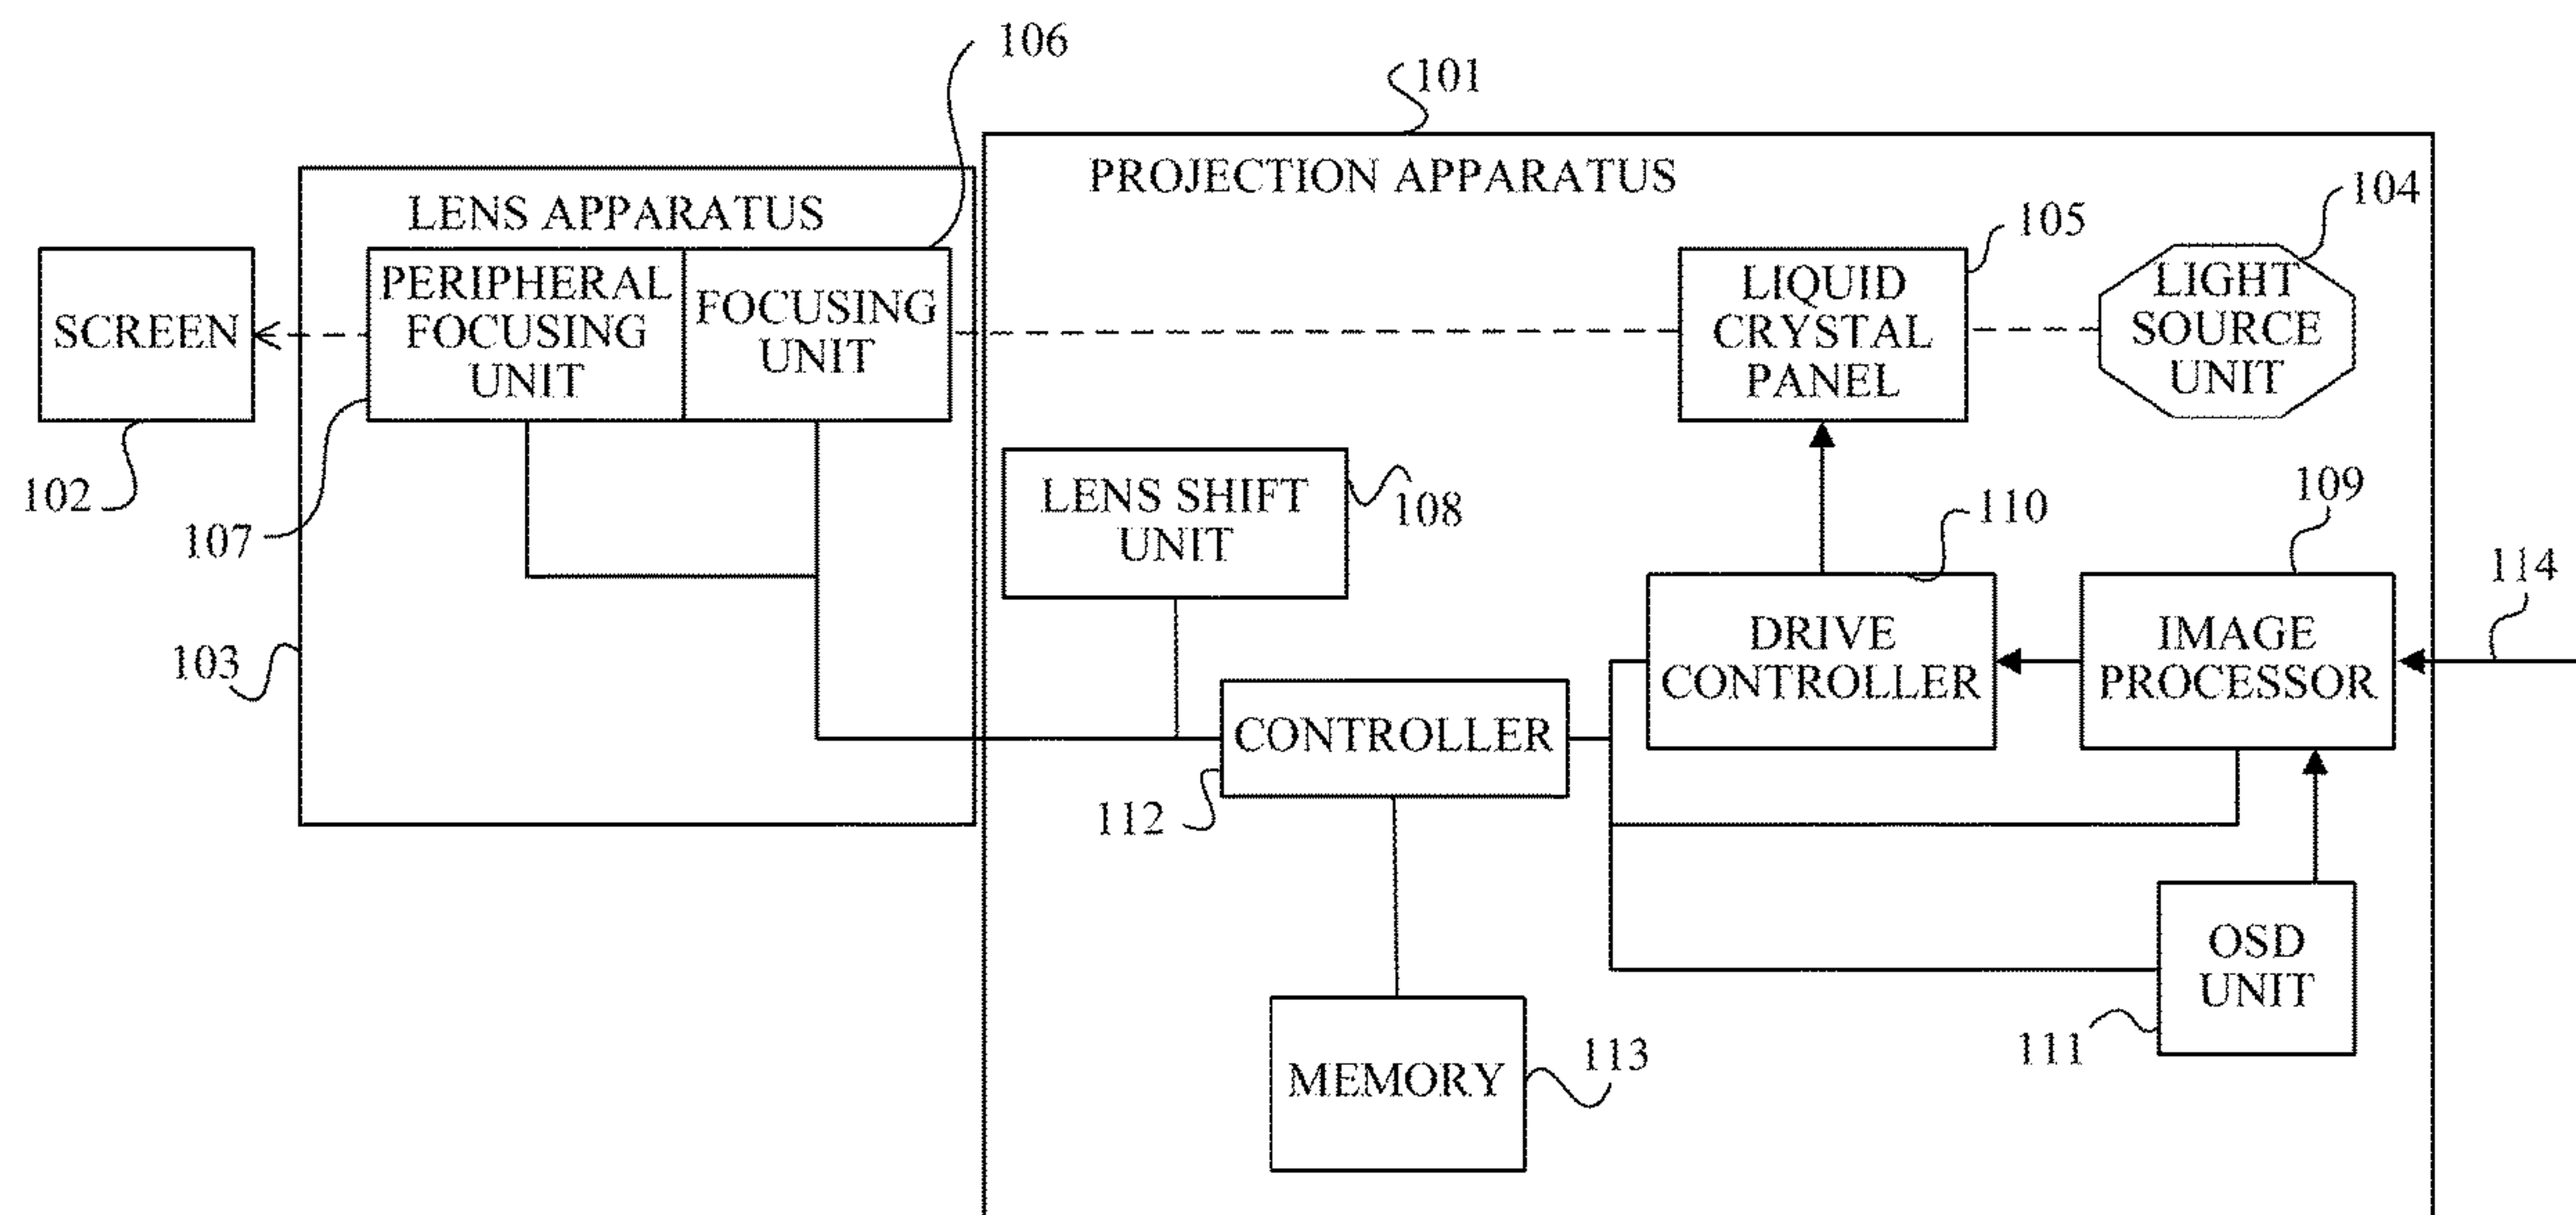 106
101
PROJECTION APPARATUS
LENS APPARATUS
104
105
PERIPHERAL
FOCUSING
UNIT
FOCUSING
UNIT
SCREEN
LIQUID
CRYSTAL
PANEL
LIGHT
SOURCE
UNIT
102
107
LENS SHIFT
UNIT
108
110
109
114
103
DRIVE
CONTROLLER
IMAGE
PROCESSOR
CONTROLLER
112
OSD
UNIT
111
MEMORY
113